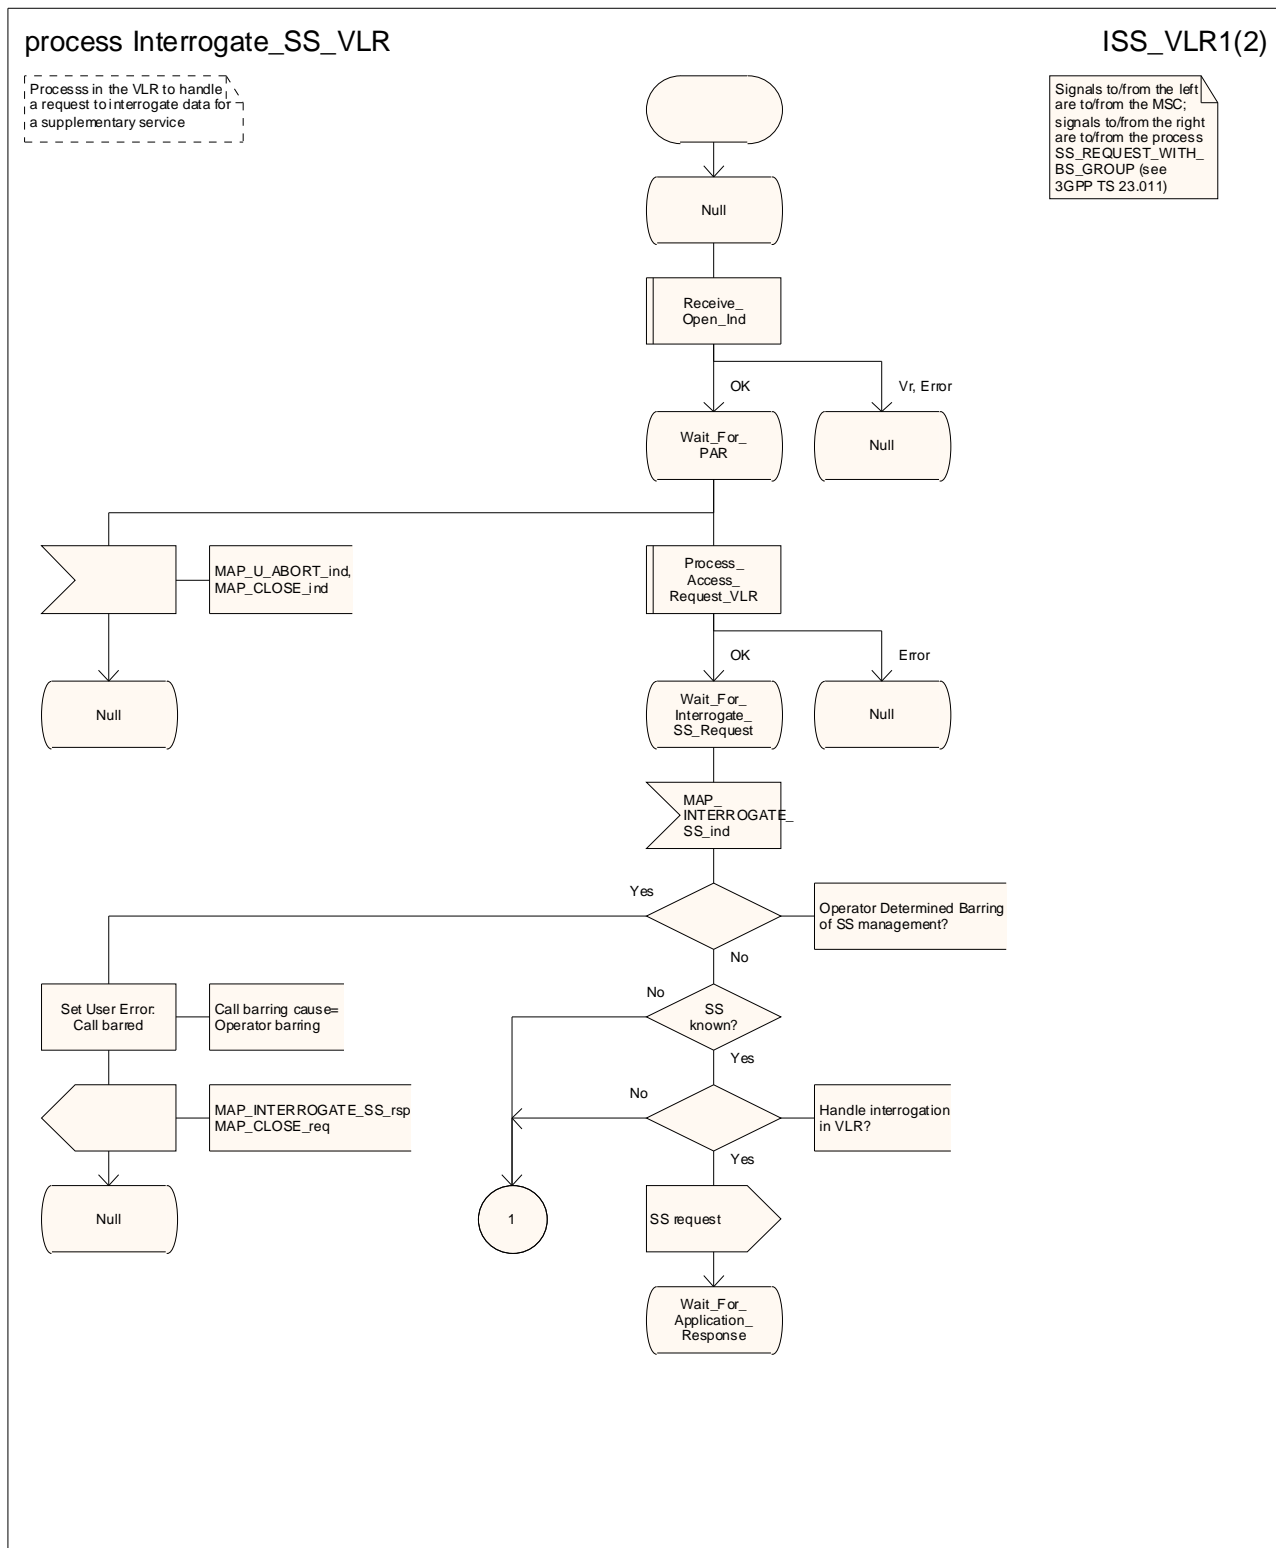 process Interrogate_SS_VLR
ISS_VLR1(2)
Processs in the VLR to handle
a request to interrogate data for
a supplementary service
Signals to/from the left
are to/from the MSC;
signals to/from the right
are to/from the process
SS_REQUEST_WITH_
BS_GROUP (see
3GPP TS 23.011)
Null
Receive_
Open_Ind
OK
Vr, Error
Wait_For_
PAR
Null
MAP_U_ABORT_ind,
MAP_CLOSE_ind
Process_
Access_
Request_VLR
OK
Error
Null
Wait_For_
Interrogate_
SS_Request
Null
MAP_
INTERROGATE_
SS_ind
Yes
Operator Determined Barring
of SS management?
No
Set User Error:
Call barred
Call barring cause=
Operator barring
No
SS
known?
Yes
MAP_INTERROGATE_SS_rsp
MAP_CLOSE_req
No
Handle interrogation
in VLR?
Yes
Null
1
SS request
Wait_For_
Application_
Response